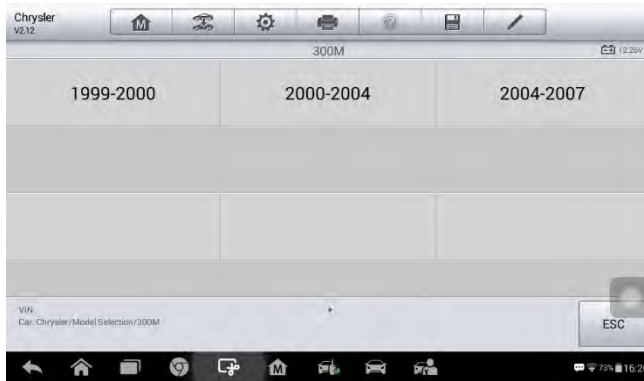 Chrysler
V2.12
M
300M
12.26V
1999-2000
2000-2004
2004-2007
VIN
Car: Chrysler/Model Selection/300M
ESC
M
73%
16:2